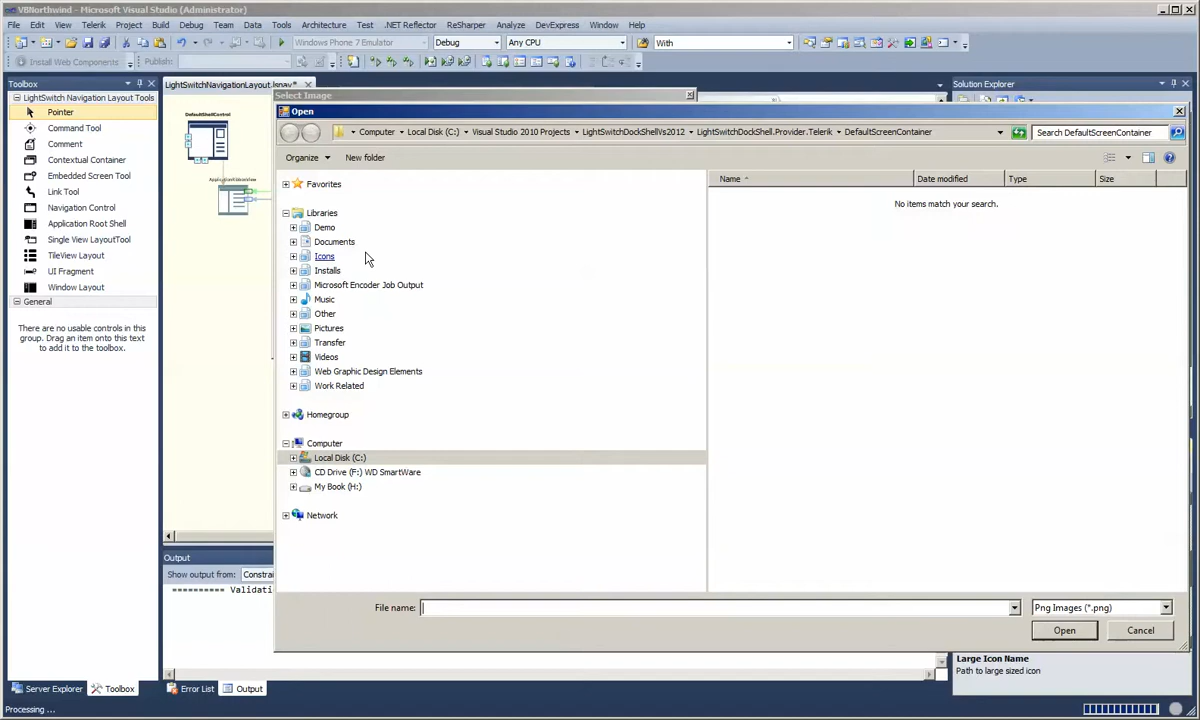 VBNorthwind - Microsoft Visual Studio (Administrator)
File Edit View Telerik Project Build Debug Team Data Tools Architecture Test .NET Reflector ReSharper Analyze DevExpress Window Help
Windows Phone 7 Emulator Debug Any CPU With
Install Web Components Publish:
Toolbox
LightSwitchNavigationLayout.lsnav*
Solution Explorer
LightSwitch Navigation Layout Tools
Pointer
Command Tool
Comment
Contextual Container
Embedded Screen Tool
Link Tool
Navigation Control
Application Root Shell
Single View LayoutTool
TileView Layout
UI Fragment
Window Layout
General
There are no usable controls in this
group. Drag an item onto this text
to add it to the toolbox.
DefaultShellControl
Select Image
Open
Computer Local Disk (C:) Visual Studio 2010 Projects LightSwitchDockShellVs2012 LightSwitchDockShell.Provider.Telerik DefaultScreenContainer
Search DefaultScreenContainer
Organize New folder
Favorites
Libraries
Demo
Documents
Icons
Installs
Microsoft Encoder Job Output
Music
Other
Pictures
Transfer
Videos
Web Graphic Design Elements
Work Related
Homegroup
Computer
Local Disk (C:)
CD Drive (F:) WD SmartWare
My Book (H:)
Network
Name Date modified Type Size
No items match your search.
File name:
Png Images (*.png)
Open Cancel
Output
Show output from: Constrai
========== Validati
Large Icon Name
Path to large sized icon
Server Explorer Toolbox
Error List Output
Processing ...